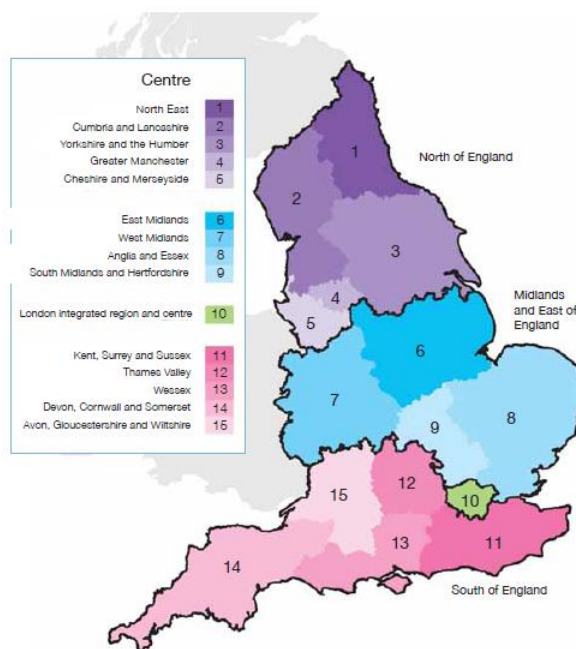 Centre
North East 1
Cumbria and Lancashire 2
Yorkshire and the Humber 3
Greater Manchester 4
Cheshire and Merseyside 5
East Midlands 6
West Midlands 7
Anglia and Essex 8
South Midlands and Hertfordshire 9
London integrated region and centre 10
Kent, Surrey and Sussex 11
Thames Valley 12
Wessex 13
Devon, Cornwall and Somerset 14
Avon, Gloucestershire and Wiltshire 15
1
North of England
2
3
4
5
Midlands
and East of
England
6
7
8
9
10
12
15
11
13
14
South of England